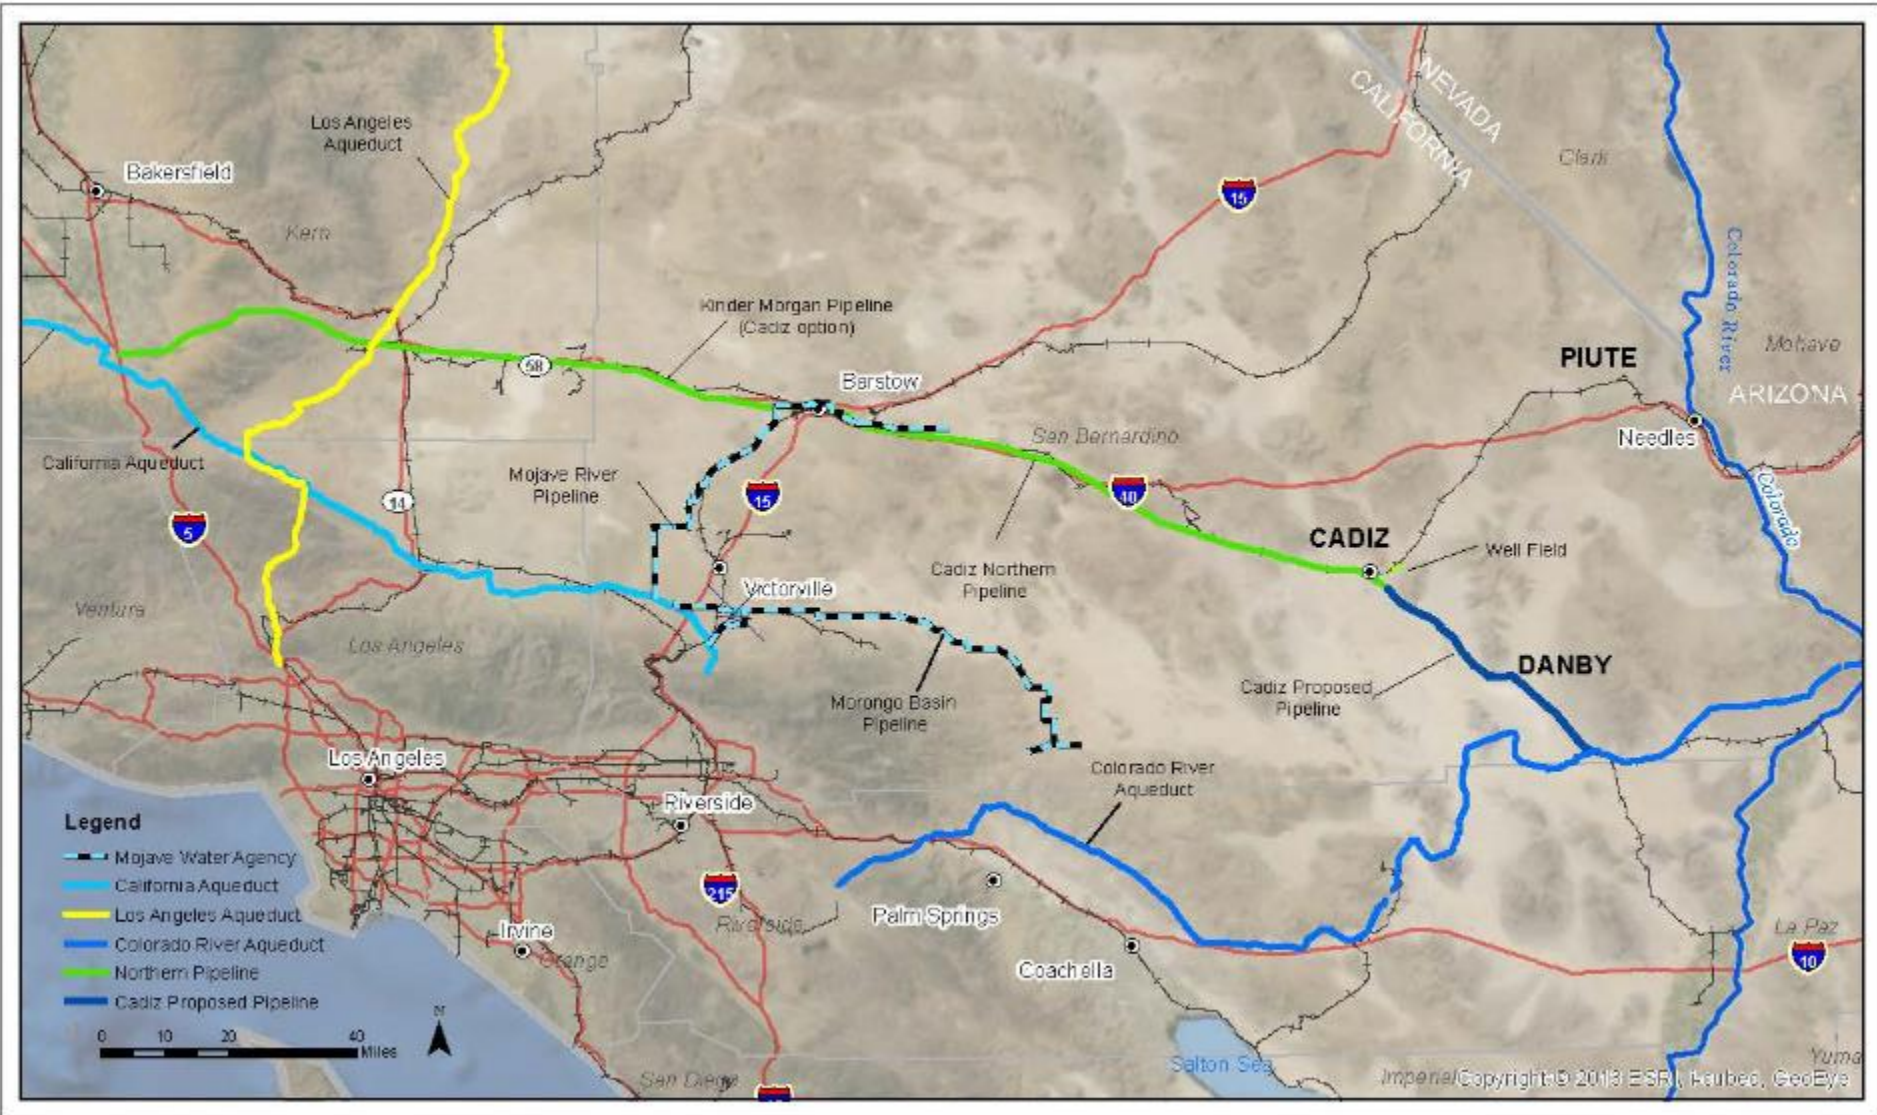 NEVADA
CALIFORNIA
Los Angeles
Aqueduct
Bakersfield
Clark
15
Kern
Colorado River
Kinder Morgan Pipeline
(Cadiz option)
Mohave
PIUTE
58
Barstow
ARIZONA
San Bernardino
Needles
California Aqueduct
Mojave River
Pipeline
14
15
40
Colorado
5
CADIZ
Well Field
Cadiz Northern
Pipeline
Victorville
Ventura
Los Angeles
DANBY
Cadiz Proposed
Pipeline
Morongo Basin
Pipeline
Los Angeles
Colorado River
Aqueduct
Riverside
Legend
Mojave Water Agency
California Aqueduct
Los Angeles Aqueduct
Colorado River Aqueduct
Northern Pipeline
Cadiz Proposed Pipeline
0 10 20 40
Miles
215
Riverside
Palm Springs
Irvine
Orange
La Paz
10
Coachella
Salton Sea
Yuma
San Diego
Imperial
Copyright:© 2013 ESRI, i-cubed, GeoEye